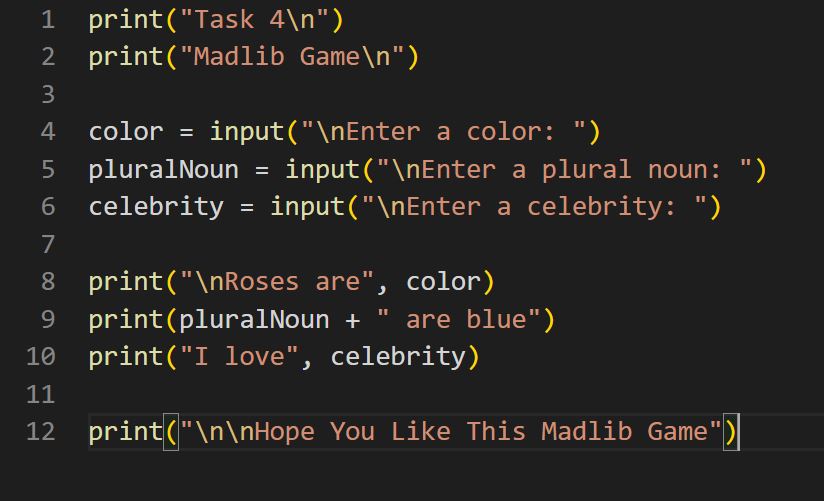 1 print("Task 4\n")
2 print("Madlib Game\n")
3
4 color = input("\nEnter a color: ")
5 pluralNoun = input("\nEnter a plural noun: ")
6 celebrity = input("\nEnter a celebrity: ")
7
8 print("\nRoses are", color)
9 print(pluralNoun + " are blue")
10 print("I love", celebrity)
11
12 print("\n\nHope You Like This Madlib Game")